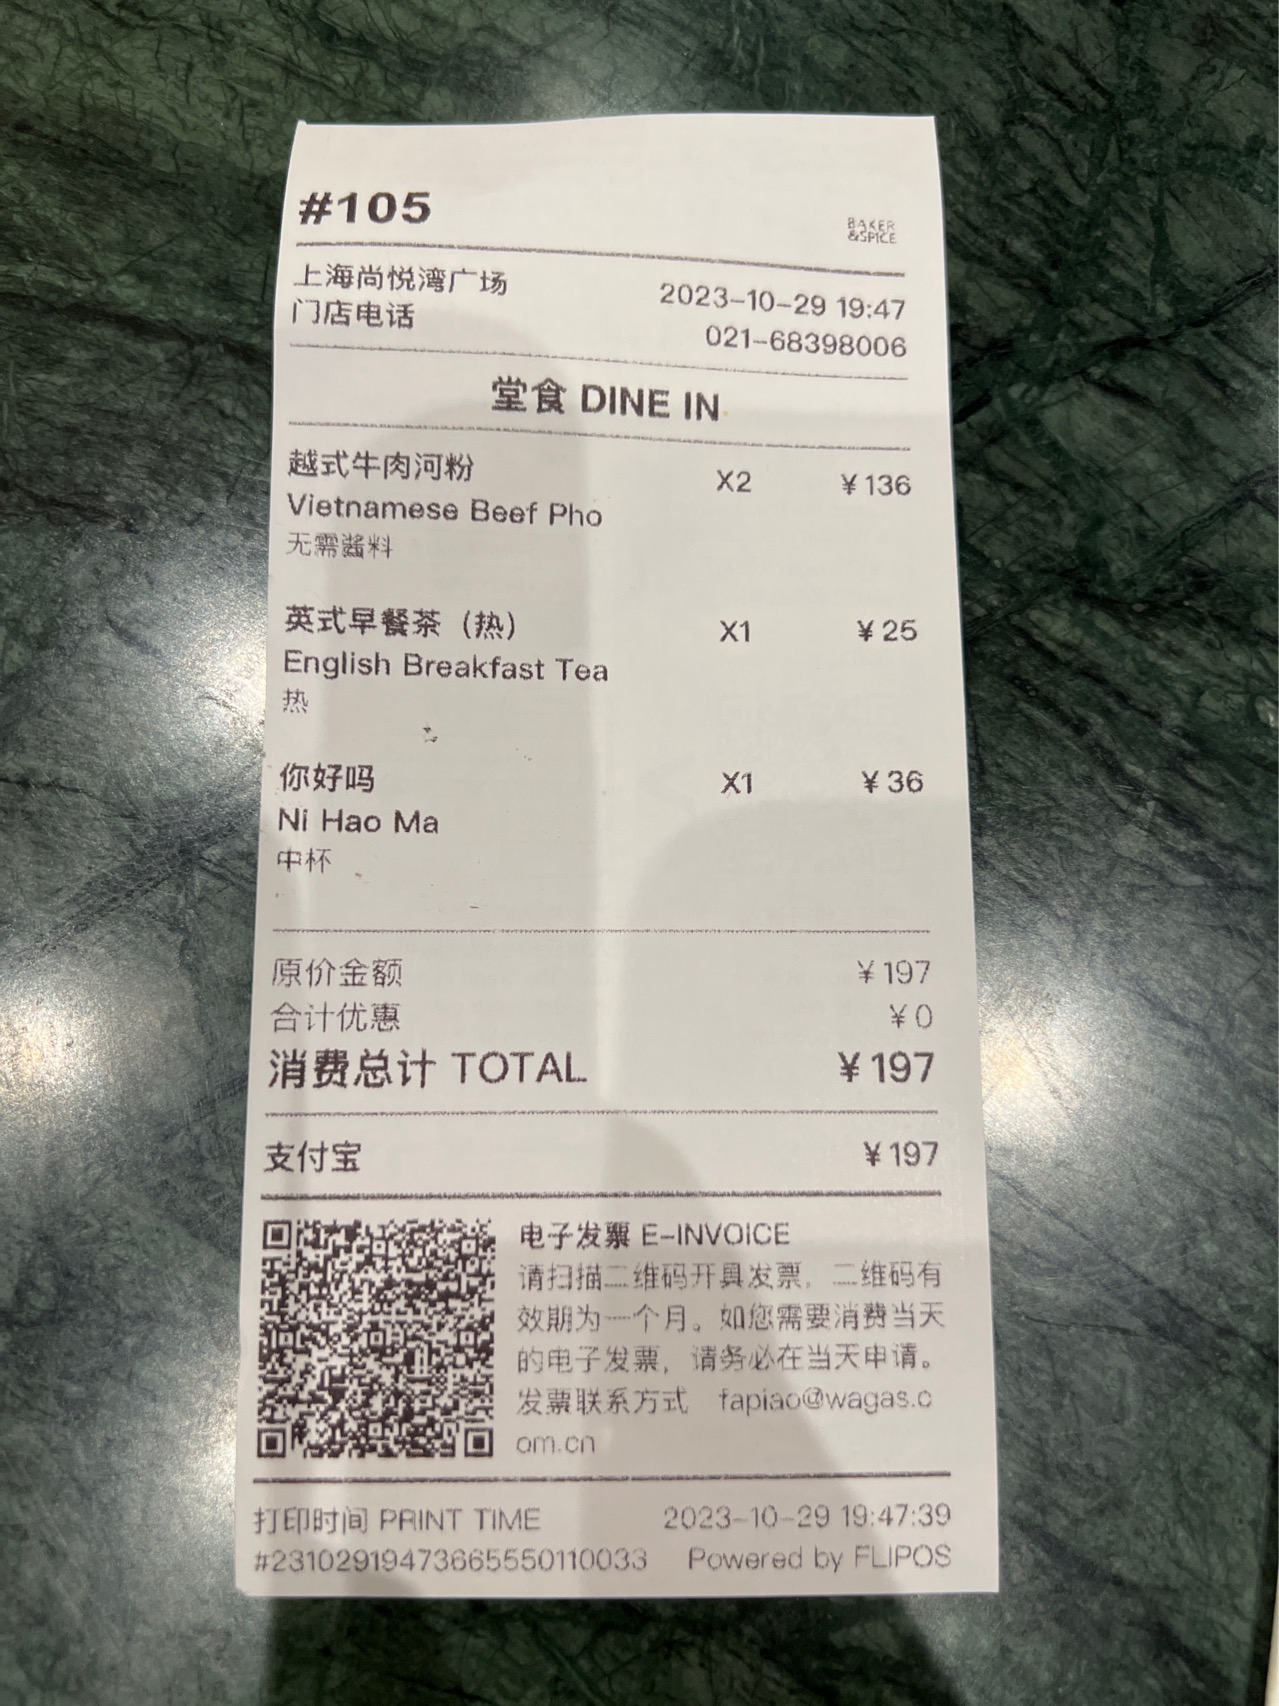 #105
BAKER
&SPICE
上海尚悦湾广场 2023-10-29 19:47
门店电话 021-68398006
堂食 DINE IN
越式牛肉河粉 X2 ¥136
Vietnamese Beef Pho
无需酱料
英式早餐茶（热） X1 ¥25
English Breakfast Tea
热
你好吗 X1 ¥36
Ni Hao Ma
中杯
原价金额 ¥197
合计优惠 ¥0
消费总计 TOTAL ¥197
支付宝 ¥197
电子发票 E-INVOICE
请扫描二维码开具发票，二维码有
效期为一个月。如您需要消费当天
的电子发票，请务必在当天申请。
发票联系方式 fapiao@wagas.c
om.cn
打印时间 PRINT TIME 2023-10-29 19:47:39
#231029194736655501​10033 Powered by FLIPOS